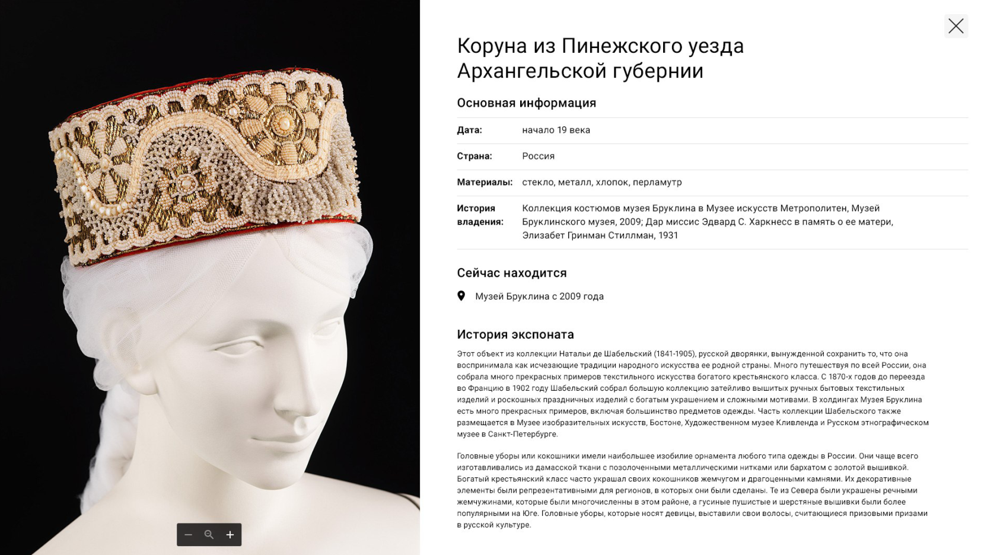 Коруна из Пинежского уезда
Архангельской губернии
Основная информация
Дата: начало 19 века
Страна: Россия
Материалы: стекло, металл, хлопок, перламутр
История владения: Коллекция костюмов музея Бруклина в Музее искусств Метрополитен, Музей
Бруклинского музея, 2009; Дар миссис Эдвард С. Харкнесс в память о ее матери,
Элизабет Гринман Стиллман, 1931
Сейчас находится
Музей Бруклина с 2009 года
История экспоната
Этот объект из коллекции Натальи де Шабельский (1841-1905), русской дворянки, вынужденной сохранить то, что она
воспринимала как исчезающие традиции народного искусства ее родной страны. Много путешествуя по всей России, она
собрала много прекрасных примеров текстильного искусства богатого крестьянского класса. С 1870-х годов до переезда
во Францию в 1902 году Шабельский собрал большую коллекцию затейливо вышитых ручных бытовых текстильных
изделий и роскошных праздничных изделий с богатым украшением и сложными мотивами. В холдингах Музея Бруклина
есть много прекрасных примеров, включая большинство предметов одежды. Часть коллекции Шабельского также
размещается в Музее изобразительных искусств, Бостоне, Художественном музее Кливленда и Русском этнографическом
музее в Санкт-Петербурге.
Головные уборы или кокошники имели наибольшее изобилие орнамента любого типа одежды в России. Они чаще всего
изготавливались из дамасской ткани с позолоченными металлическими нитками или бархатом с золотой вышивкой.
Богатый крестьянский класс часто украшал своих кокошников жемчугом и драгоценными камнями. Их декоративные
элементы были репрезентативными для регионов, в которых они были сделаны. Те из Севера были украшены речными
жемчужинами, которые были многочисленны в этом районе, а гусиные пушистые и шерстяные вышивки были более
популярными на Юге. Головные уборы, которые носят девицы, выставили свои волосы, считающиеся призовыми призами
в русской культуре.